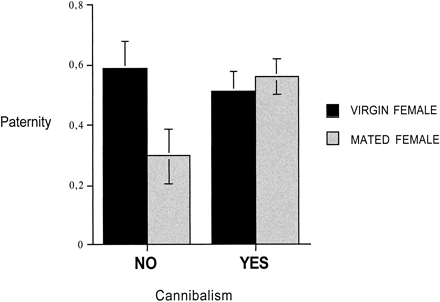 0,8
0,6
0,4
0,2
0
Paternity
NO
YES
Cannibalism
VIRGIN FEMALE
MATED FEMALE